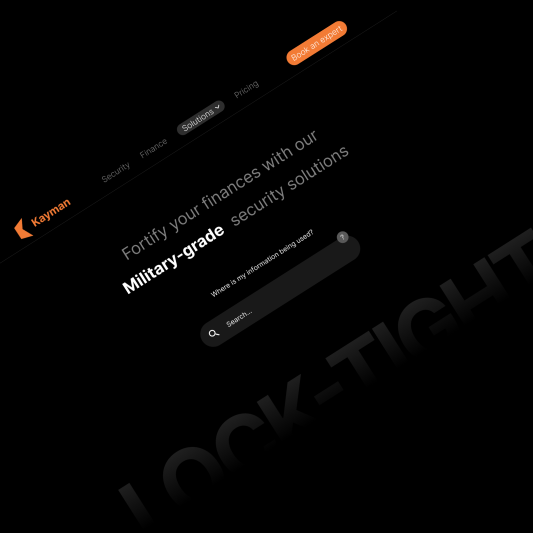 Kayman
Security
Finance
Solutions
Pricing
Book an expert
Fortify your finances with our
Military-grade security solutions
Where is my information being used?
?
Search...
LOCK-TIGHT